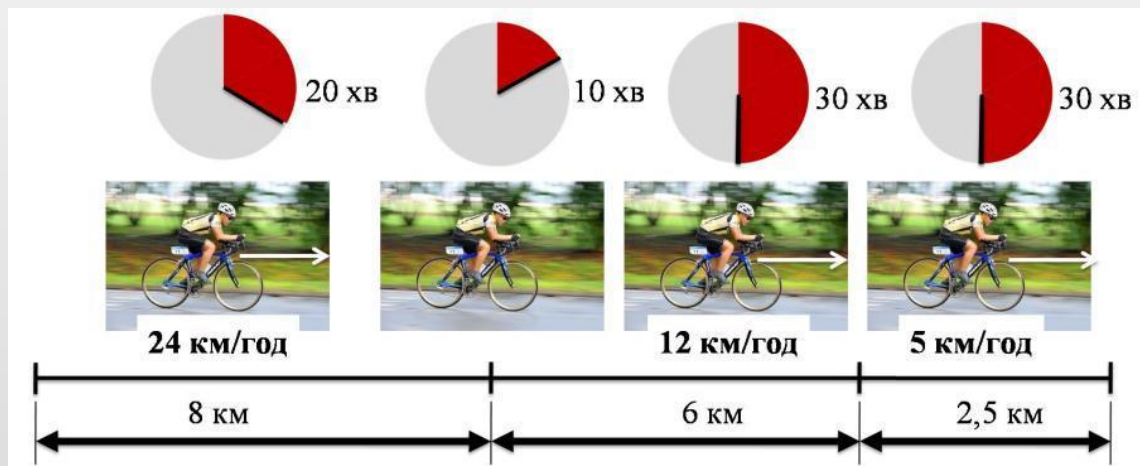 20 хв
10 хв
30 хв
30 хв
24 км/год
12 км/год
5 км/год
8 км
6 км
2,5 км